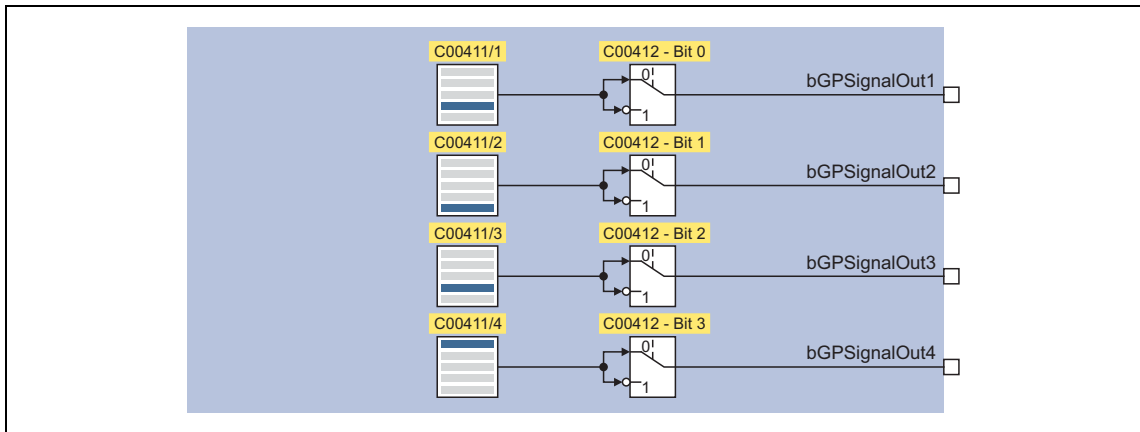 C00411/1 C00412 - Bit 0
0
bGPSignalOut1
1
C00411/2 C00412 - Bit 1
0
bGPSignalOut2
1
C00411/3 C00412 - Bit 2
0
bGPSignalOut3
1
C00411/4 C00412 - Bit 3
0
bGPSignalOut4
1